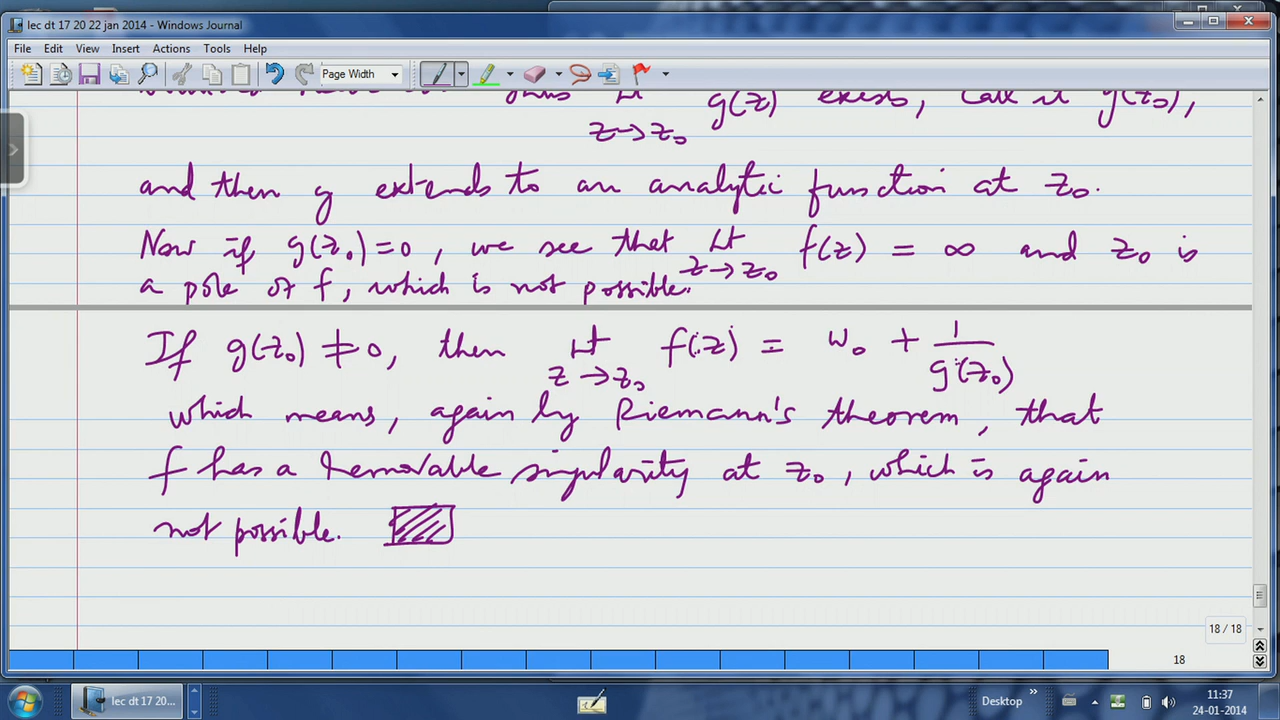 lec dt 17 20 22 jan 2014 - Windows Journal
File Edit View Insert Actions Tools Help
Page Width
thus Lt g(z) exists, call it g(z₀),
z→z₀
and then g extends to an analytic function at z₀.
Now if g(z₀)=0, we see that Lt f(z) = ∞ and z₀ is
z→z₀
a pole of f, which is not possible.
If g(z₀) ≠ 0, then Lt f(z) = w₀ + 1/g(z₀)
z→z₀
which means, again by Riemann's theorem, that
f has a removable singularity at z₀, which is again
not possible.
18 / 18
18
lec dt 17 20...
Desktop
11:37
24-01-2014